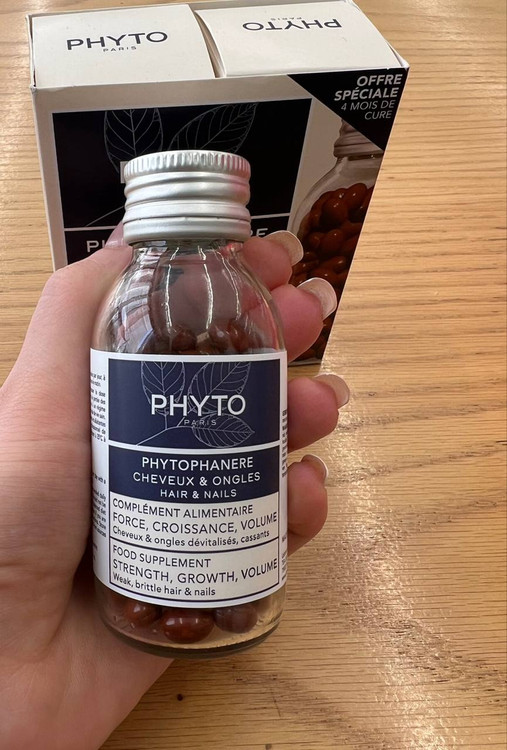 PHYTO
PARIS
PHYTO
PARIS
OFFRE
SPÉCIALE
4 MOIS DE
CURE
PHYTO
PARIS
PHYTOPHANERE
CHEVEUX & ONGLES
HAIR & NAILS
COMPLÉMENT ALIMENTAIRE
FORCE, CROISSANCE, VOLUME
Cheveux & ongles dévitalisés, cassants
FOOD SUPPLEMENT
STRENGTH, GROWTH, VOLUME
Weak, brittle hair & nails